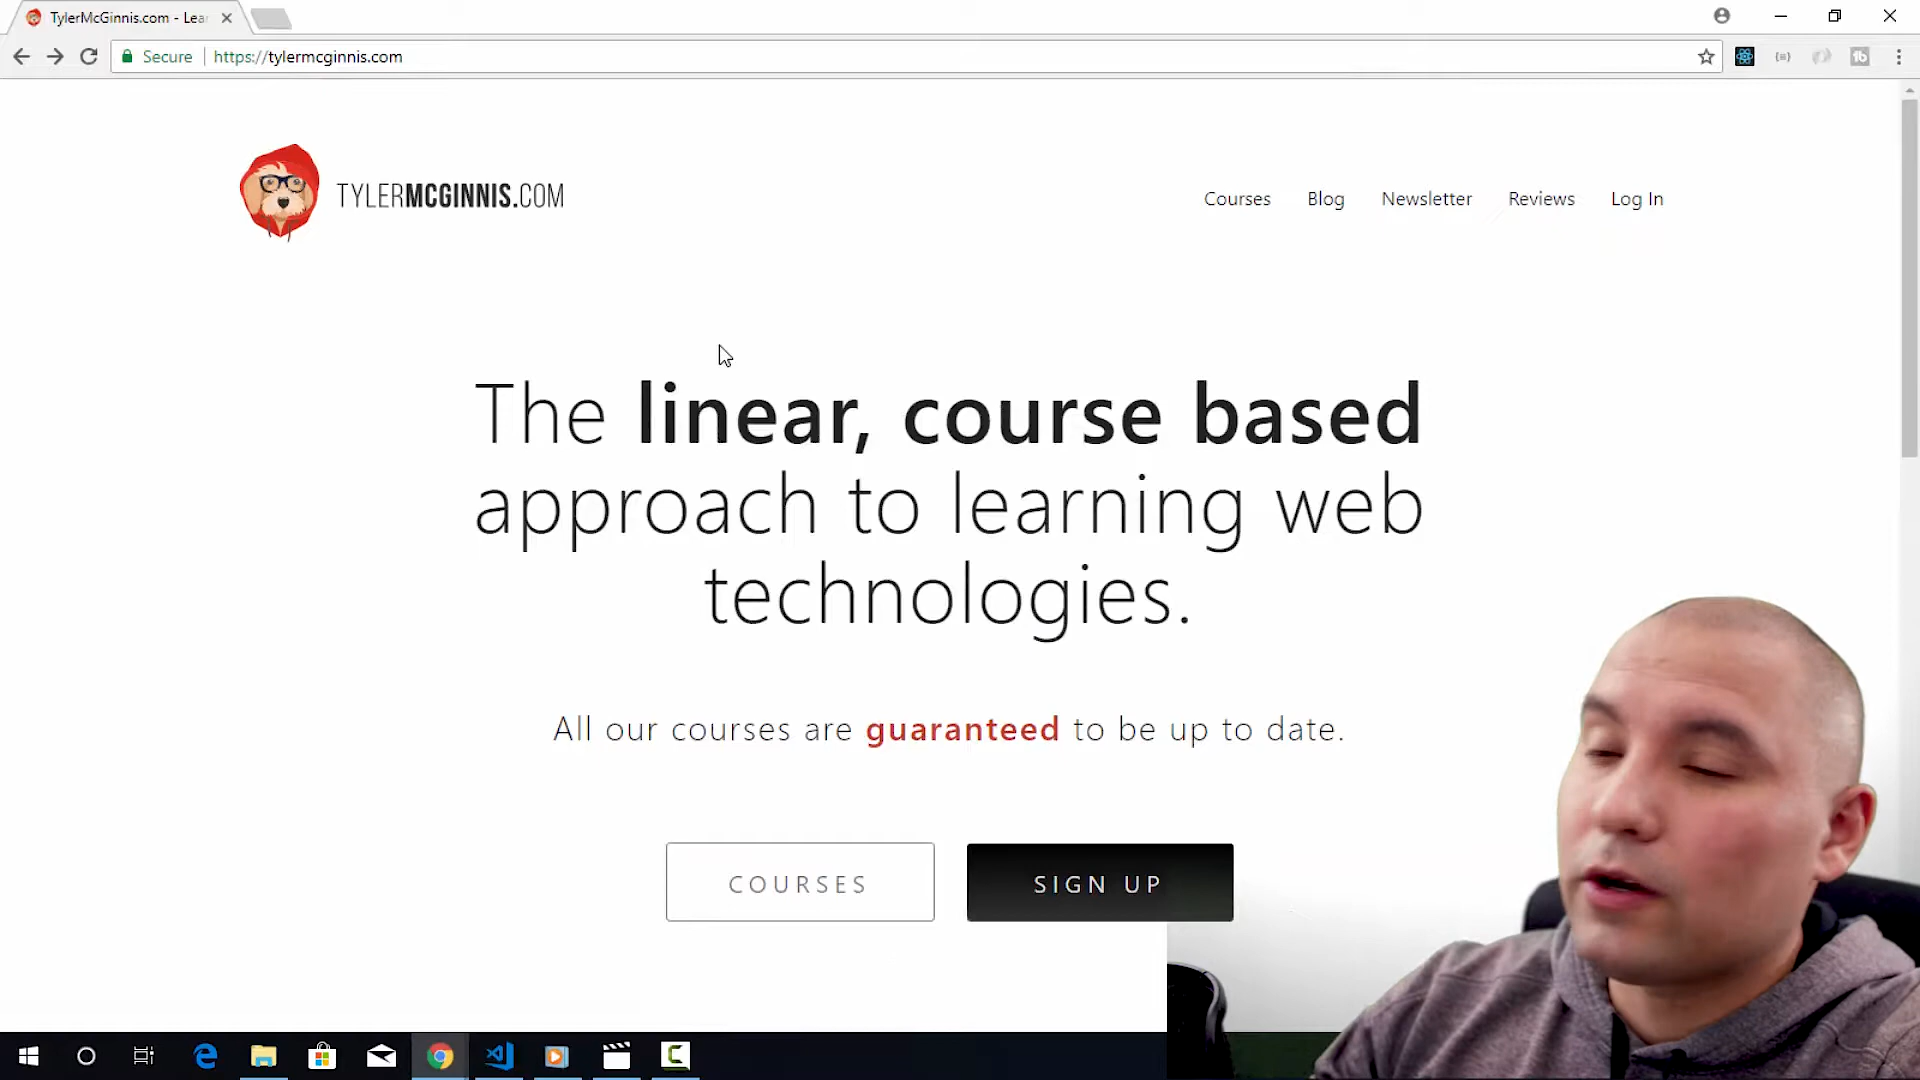 TylerMcGinnis.com - Lea
Secure
https://tylermcginnis.com
TYLERMCGINNIS.COM
Courses
Blog
Newsletter
Reviews
Log In
The linear, course based
approach to learning web
technologies.
All our courses are guaranteed to be up to date.
COURSES
SIGN UP